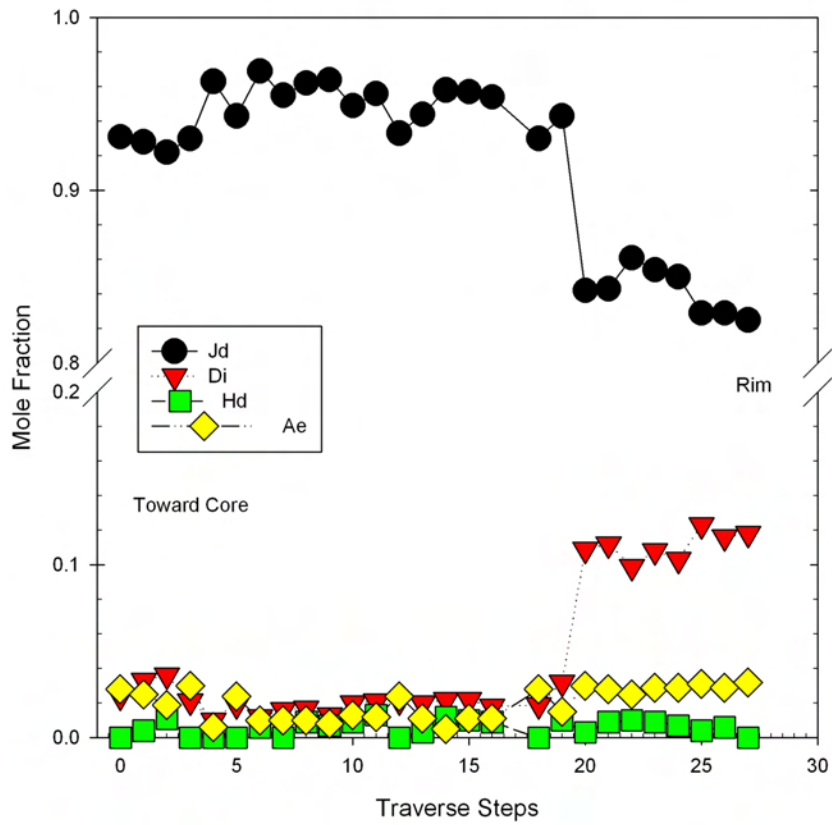 1.0
0.9
0.8
0.2
0.1
0.0
Mole Fraction
Jd
Di
Hd
Ae
Rim
Toward Core
0 5 10 15 20 25 30
Traverse Steps